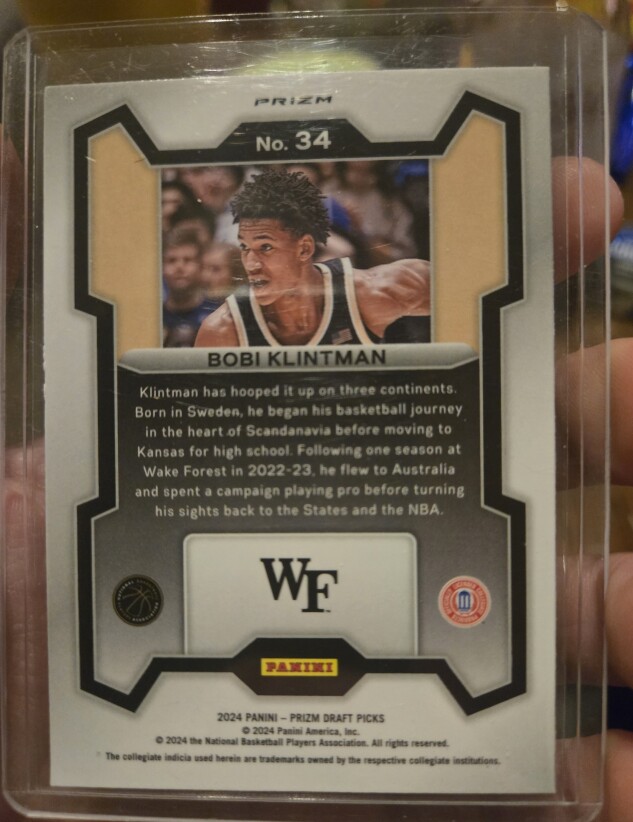 PRIZM
No. 34
BOBI KLINTMAN
Klintman has hooped it up on three continents.
Born in Sweden, he began his basketball journey
in the heart of Scandanavia before moving to
Kansas for high school. Following one season at
Wake Forest in 2022-23, he flew to Australia
and spent a campaign playing pro before turning
his sights back to the States and the NBA.
WF
PANINI
2024 PANINI – PRIZM DRAFT PICKS
© 2024 Panini America, Inc.
© 2024 the National Basketball Players Association. All rights reserved.
The collegiate indicia used herein are trademarks owned by the respective collegiate institutions.